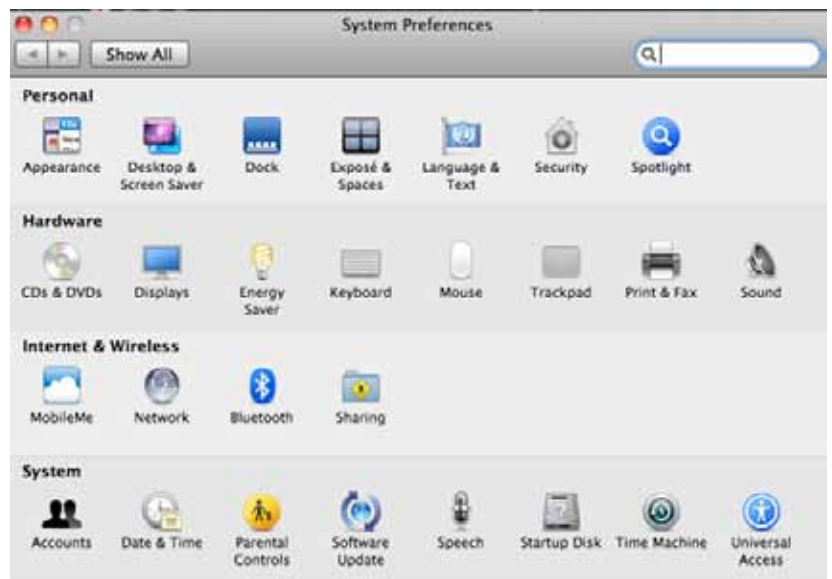 System Preferences
Show All
Personal
Appearance
Desktop & Screen Saver
Dock
Exposé & Spaces
Language & Text
Security
Spotlight
Hardware
CDs & DVDs
Displays
Energy Saver
Keyboard
Mouse
Trackpad
Print & Fax
Sound
Internet & Wireless
MobileMe
Network
Bluetooth
Sharing
System
Accounts
Date & Time
Parental Controls
Software Update
Speech
Startup Disk
Time Machine
Universal Access